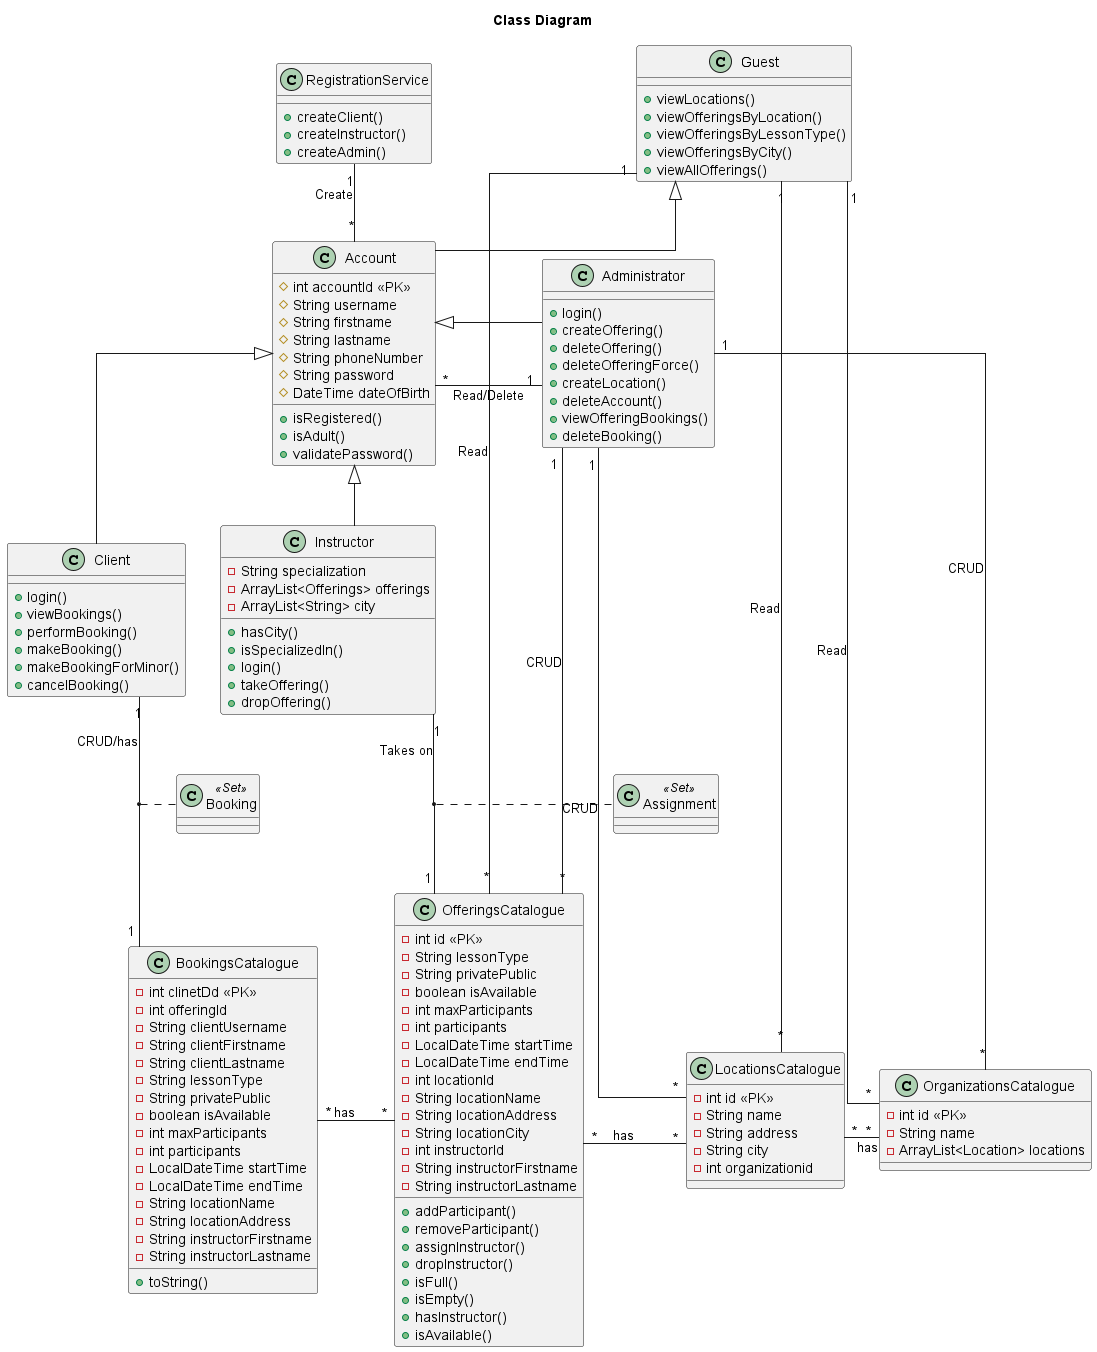 Class Diagram
C RegistrationService
createClient()
createInstructor()
createAdmin()
C Guest
viewLocations()
viewOfferingsByLocation()
viewOfferingsByLessonType()
viewOfferingsByCity()
viewAllOfferings()
1
Create
*
1
1
1
C Account
int accountId «PK»
String username
String firstname
String lastname
String phoneNumber
String password
DateTime dateOfBirth
isRegistered()
isAdult()
validatePassword()
C Administrator
login()
createOffering()
deleteOffering()
deleteOfferingForce()
createLocation()
deleteAccount()
viewOfferingBookings()
deleteBooking()
1
* 1
Read/Delete
Read
1
1
C Client
login()
viewBookings()
performBooking()
makeBooking()
makeBookingForMinor()
cancelBooking()
C Instructor
String specialization
ArrayList<Offerings> offerings
ArrayList<String> city
hasCity()
isSpecializedIn()
login()
takeOffering()
dropOffering()
CRUD
Read
Read
CRUD
1
CRUD/has
1
Takes on
C «Set»
Booking
CRUD
C «Set»
Assignment
1
*
*
1
C BookingsCatalogue
int clinetDd «PK»
int offeringId
String clientUsername
String clientFirstname
String clientLastname
String lessonType
String privatePublic
boolean isAvailable
int maxParticipants
int participants
LocalDateTime startTime
LocalDateTime endTime
String locationName
String locationAddress
String instructorFirstname
String instructorLastname
toString()
C OfferingsCatalogue
int id «PK»
String lessonType
String privatePublic
boolean isAvailable
int maxParticipants
int participants
LocalDateTime startTime
LocalDateTime endTime
int locationId
String locationName
String locationAddress
String locationCity
int instructorId
String instructorFirstname
String instructorLastname
addParticipant()
removeParticipant()
assignInstructor()
dropInstructor()
isFull()
isEmpty()
hasInstructor()
isAvailable()
* has *
* has *
*
*
C LocationsCatalogue
int id «PK»
String name
String address
String city
int organizationid
*
*
* *
has
C OrganizationsCatalogue
int id «PK»
String name
ArrayList<Location> locations